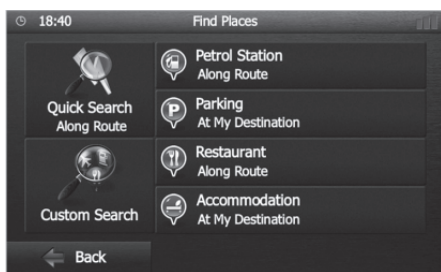 18:40
Find Places
Quick Search
Along Route
Petrol Station
Along Route
P
Parking
At My Destination
Restaurant
Along Route
Custom Search
Accommodation
At My Destination
Back